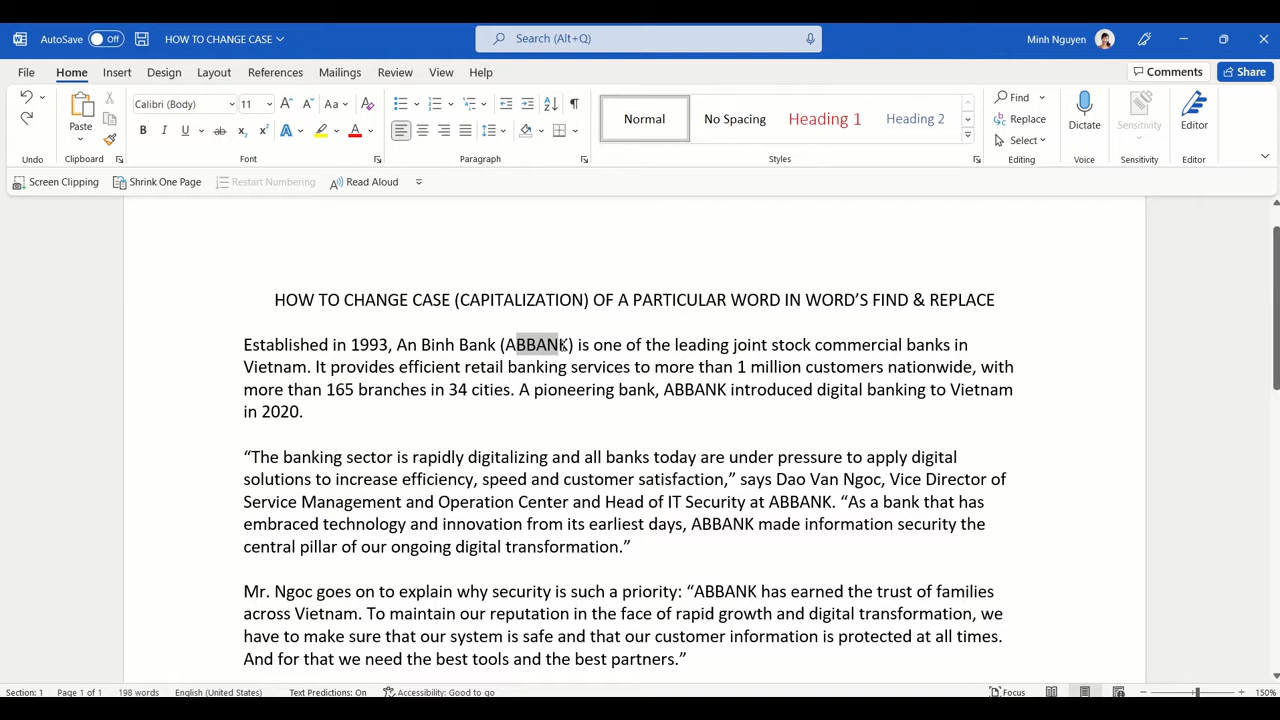 AutoSave Off HOW TO CHANGE CASE Search (Alt+Q) Minh Nguyen
File Home Insert Design Layout References Mailings Review View Help Comments Share
Paste Calibri (Body) 11 Aa Normal No Spacing Heading 1 Heading 2 Find Replace Select Dictate Sensitivity Editor
Undo Clipboard Font Paragraph Styles Editing Voice Sensitivity Editor
Screen Clipping Shrink One Page Restart Numbering Read Aloud
HOW TO CHANGE CASE (CAPITALIZATION) OF A PARTICULAR WORD IN WORD’S FIND & REPLACE
Established in 1993, An Binh Bank (ABBANK) is one of the leading joint stock commercial banks in
Vietnam. It provides efficient retail banking services to more than 1 million customers nationwide, with
more than 165 branches in 34 cities. A pioneering bank, ABBANK introduced digital banking to Vietnam
in 2020.
“The banking sector is rapidly digitalizing and all banks today are under pressure to apply digital
solutions to increase efficiency, speed and customer satisfaction,” says Dao Van Ngoc, Vice Director of
Service Management and Operation Center and Head of IT Security at ABBANK. “As a bank that has
embraced technology and innovation from its earliest days, ABBANK made information security the
central pillar of our ongoing digital transformation.”
Mr. Ngoc goes on to explain why security is such a priority: “ABBANK has earned the trust of families
across Vietnam. To maintain our reputation in the face of rapid growth and digital transformation, we
have to make sure that our system is safe and that our customer information is protected at all times.
And for that we need the best tools and the best partners.”
Section: 1 Page 1 of 1 198 words English (United States) Text Predictions: On Accessibility: Good to go Focus 150%